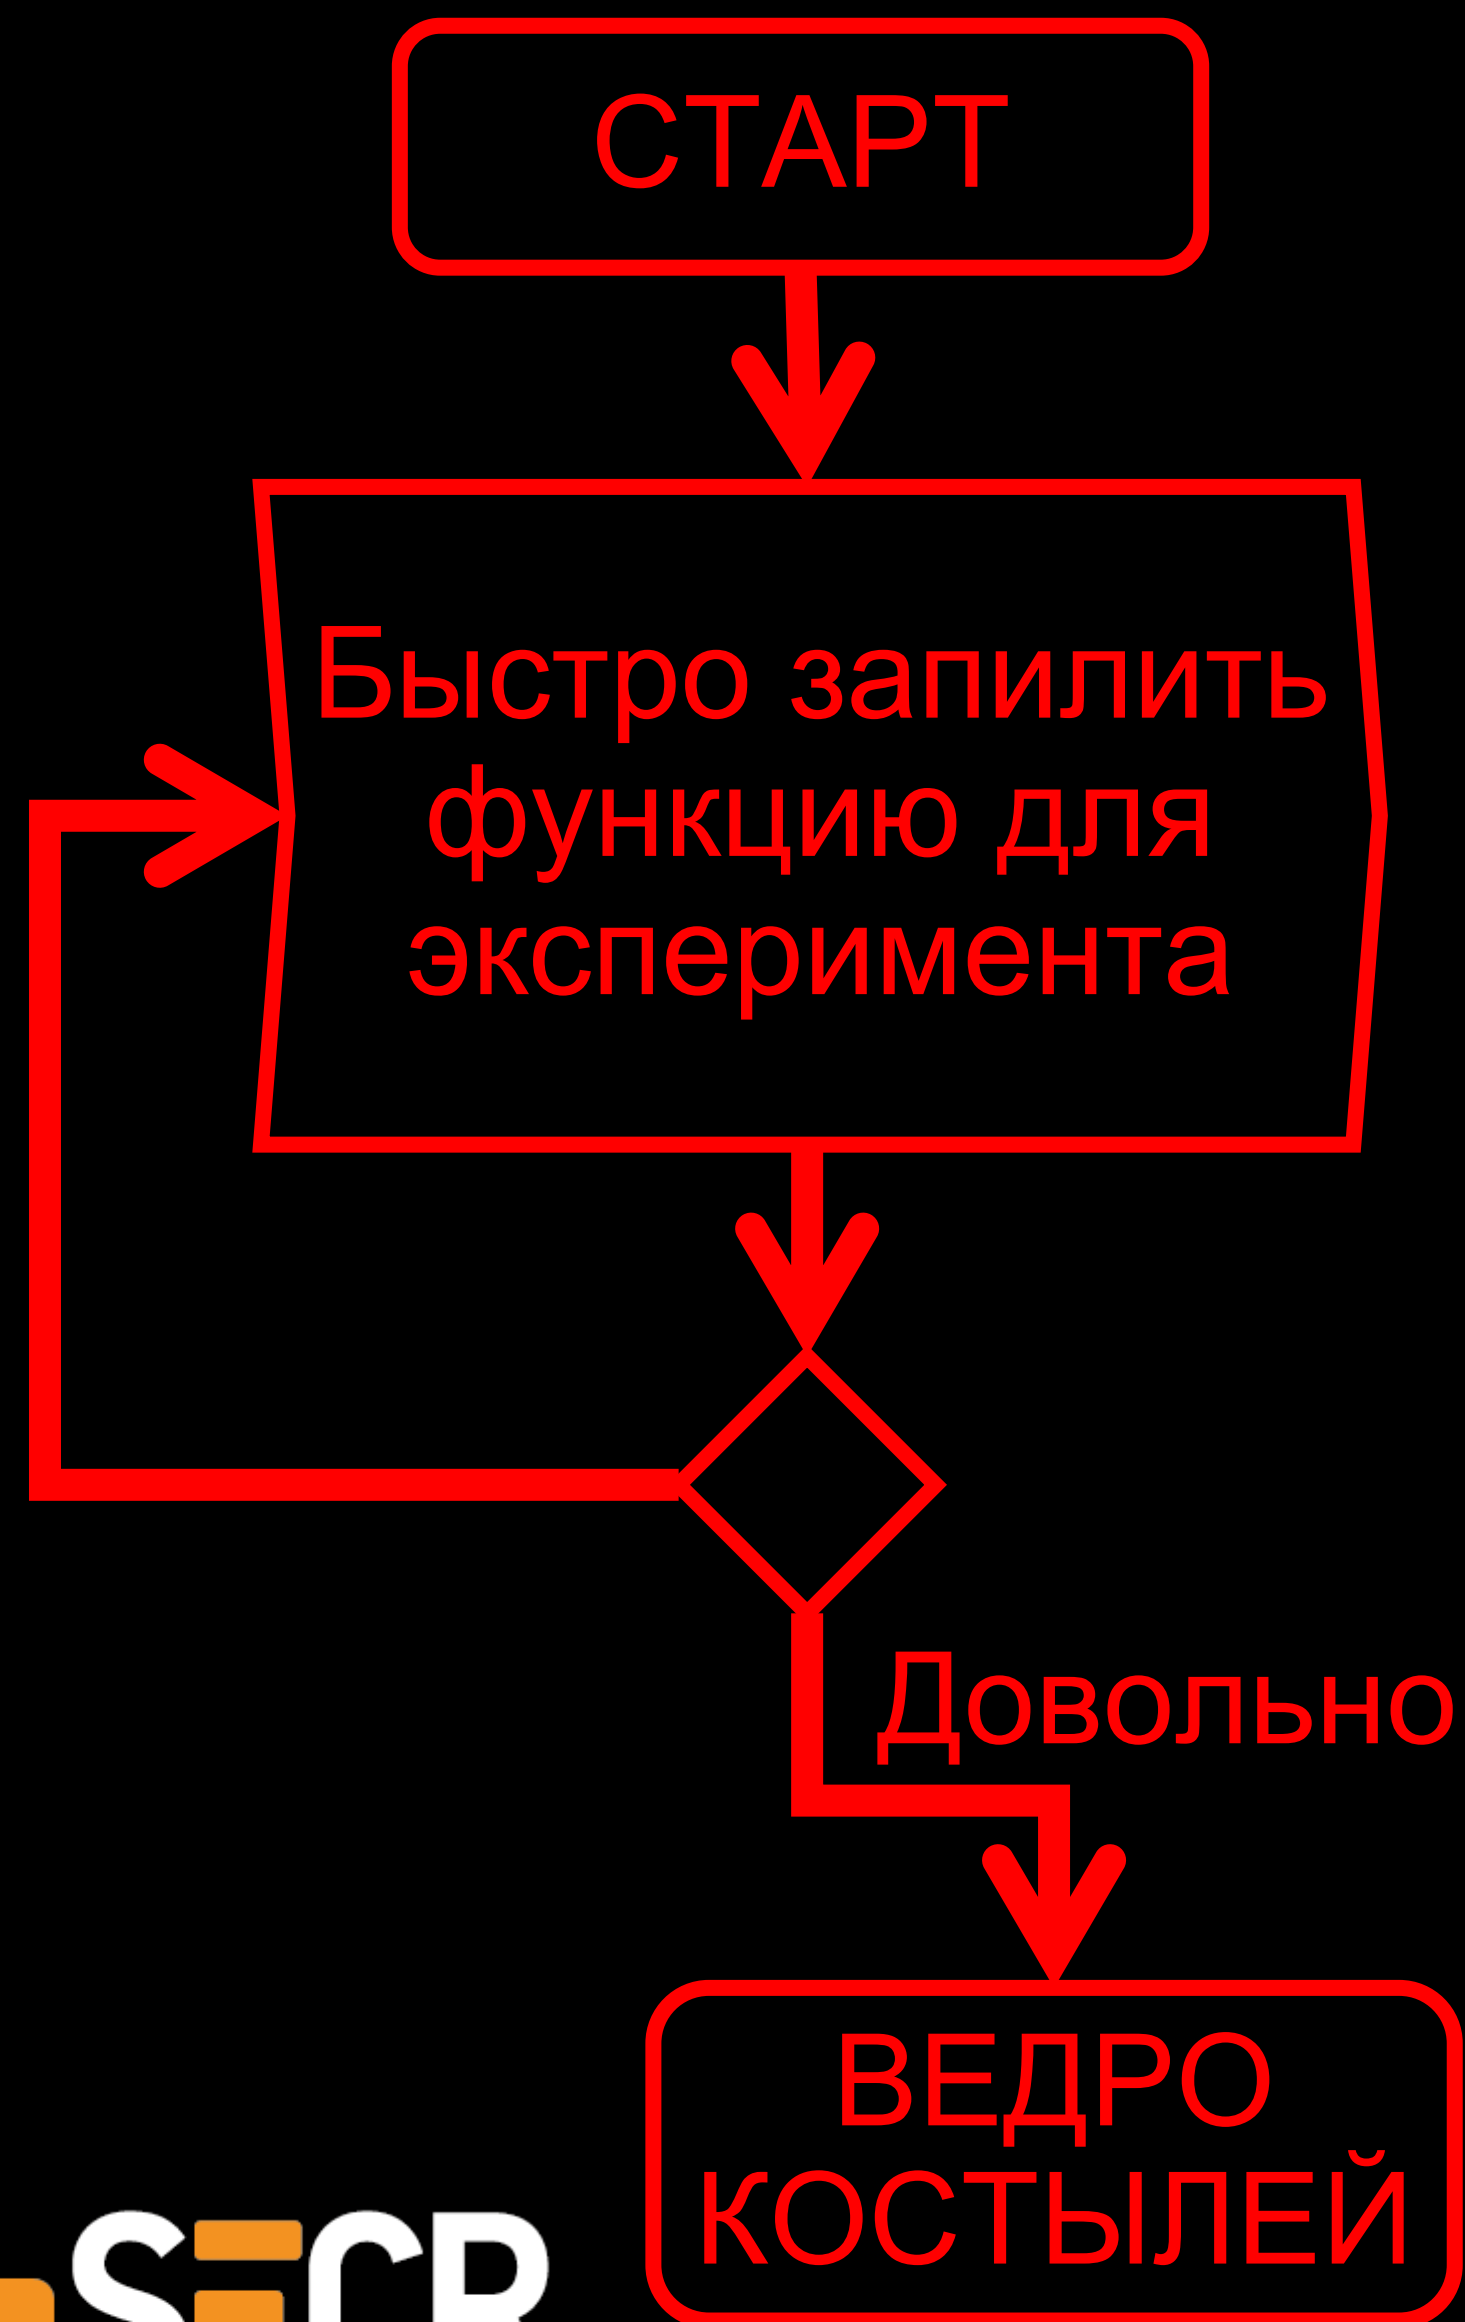 СТАРТ
Быстро запилить
функцию для
эксперимента
Довольно
ВЕДРО
КОСТЫЛЕЙ
SECR